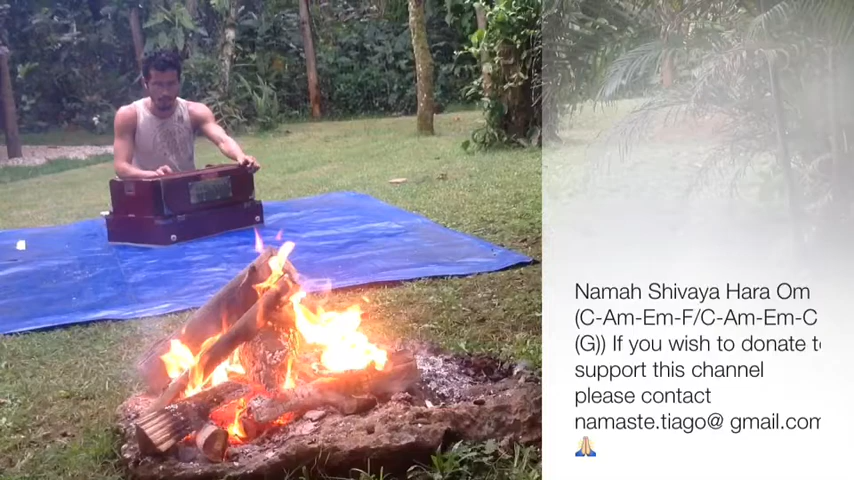 Namah Shivaya Hara Om
(C-Am-Em-F/C-Am-Em-C
(G)) If you wish to donate t
support this channel
please contact
namaste.tiago@ gmail.com
🙏